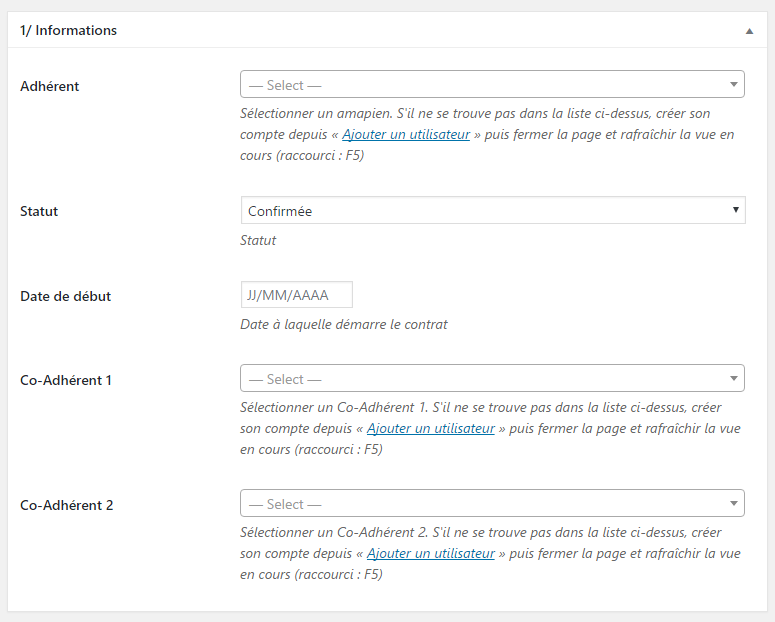 1/ Informations
Adhérent
— Select —
Sélectionner un amapien. S'il ne se trouve pas dans la liste ci-dessus, créer son
compte depuis « Ajouter un utilisateur » puis fermer la page et rafraîchir la vue en
cours (raccourci : F5)
Statut
Confirmée
Statut
Date de début
JJ/MM/AAAA
Date à laquelle démarre le contrat
Co-Adhérent 1
— Select —
Sélectionner un Co-Adhérent 1. S'il ne se trouve pas dans la liste ci-dessus, créer
son compte depuis « Ajouter un utilisateur » puis fermer la page et rafraîchir la vue
en cours (raccourci : F5)
Co-Adhérent 2
— Select —
Sélectionner un Co-Adhérent 2. S'il ne se trouve pas dans la liste ci-dessus, créer
son compte depuis « Ajouter un utilisateur » puis fermer la page et rafraîchir la vue
en cours (raccourci : F5)